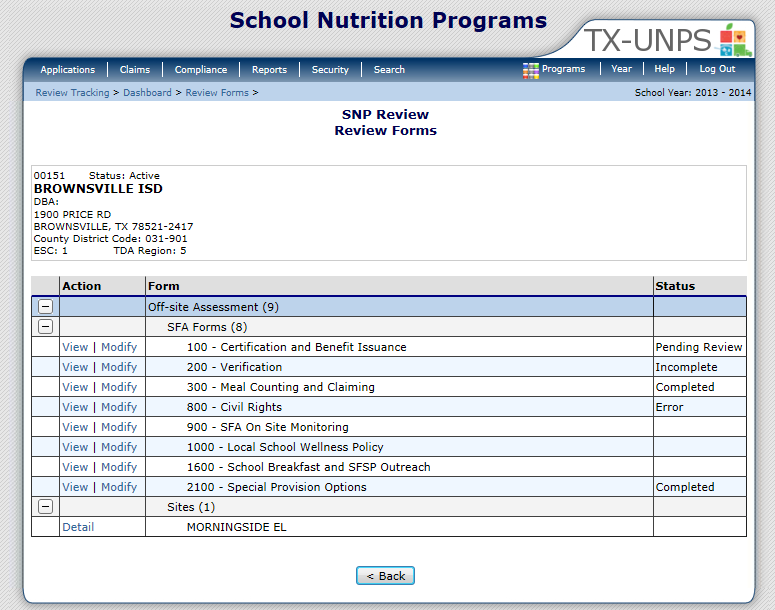 School Nutrition Programs
TX-UNPS
Applications | Claims | Compliance | Reports | Security | Search Programs | Year | Help | Log Out
Review Tracking > Dashboard > Review Forms > School Year: 2013 - 2014
SNP Review
Review Forms
00151 Status: Active
BROWNSVILLE ISD
DBA:
1900 PRICE RD
BROWNSVILLE, TX 78521-2417
County District Code: 031-901
ESC: 1 TDA Region: 5
Action Form Status
Off-site Assessment (9)
SFA Forms (8)
View | Modify 100 - Certification and Benefit Issuance Pending Review
View | Modify 200 - Verification Incomplete
View | Modify 300 - Meal Counting and Claiming Completed
View | Modify 800 - Civil Rights Error
View | Modify 900 - SFA On Site Monitoring
View | Modify 1000 - Local School Wellness Policy
View | Modify 1600 - School Breakfast and SFSP Outreach
View | Modify 2100 - Special Provision Options Completed
Sites (1)
Detail MORNINGSIDE EL
< Back